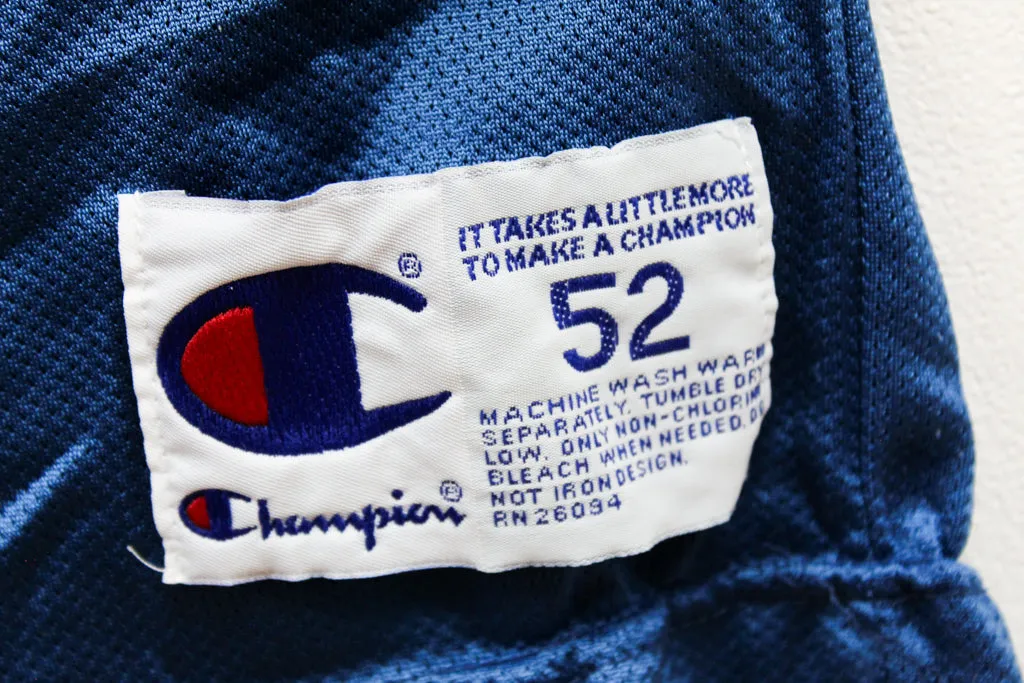 IT TAKES A LITTLE MORE
TO MAKE A CHAMPION
52
MACHINE WASH WARM
SEPARATELY. TUMBLE DRY
LOW. ONLY NON-CHLORINE
BLEACH WHEN NEEDED. DO
NOT IRON DESIGN.
RN 26094
®
Champion®